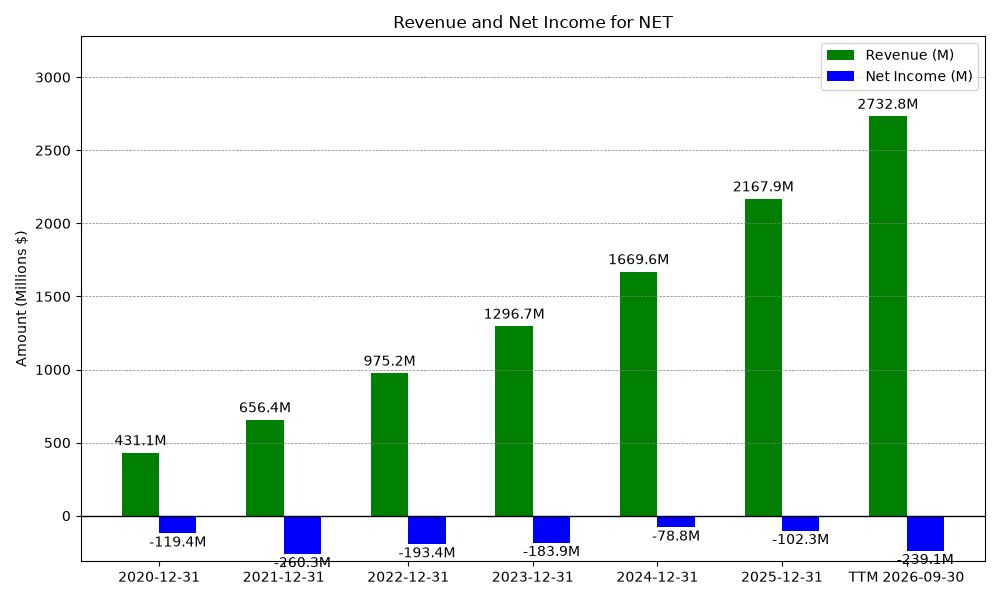 Revenue and Net Income for NET
Revenue (M)
Net Income (M)
Amount (Millions $)
3000
2500
2000
1500
1000
500
0
431.1M
656.4M
975.2M
1296.7M
1669.6M
2167.9M
2732.8M
-119.4M
-260.3M
-193.4M
-183.9M
-78.8M
-102.3M
-239.1M
2020-12-31
2021-12-31
2022-12-31
2023-12-31
2024-12-31
2025-12-31
TTM 2026-09-30